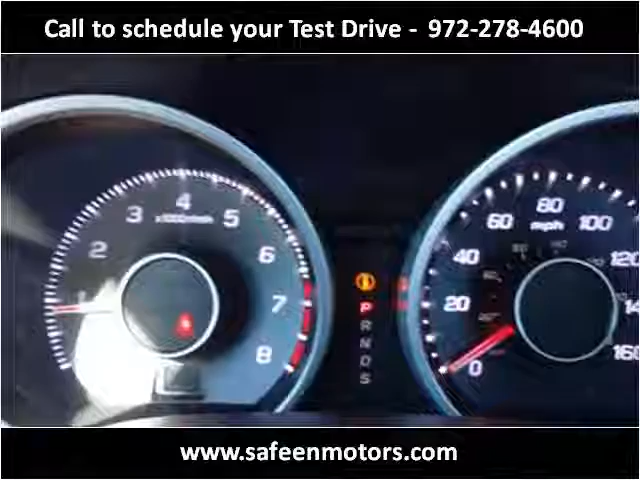 Call to schedule your Test Drive - 972-278-4600
4
3 5
x1000r/min
2 6
1 7
8
P
R
N
D
S
80
60 100
mph
40 120
20
0 160
www.safeenmotors.com